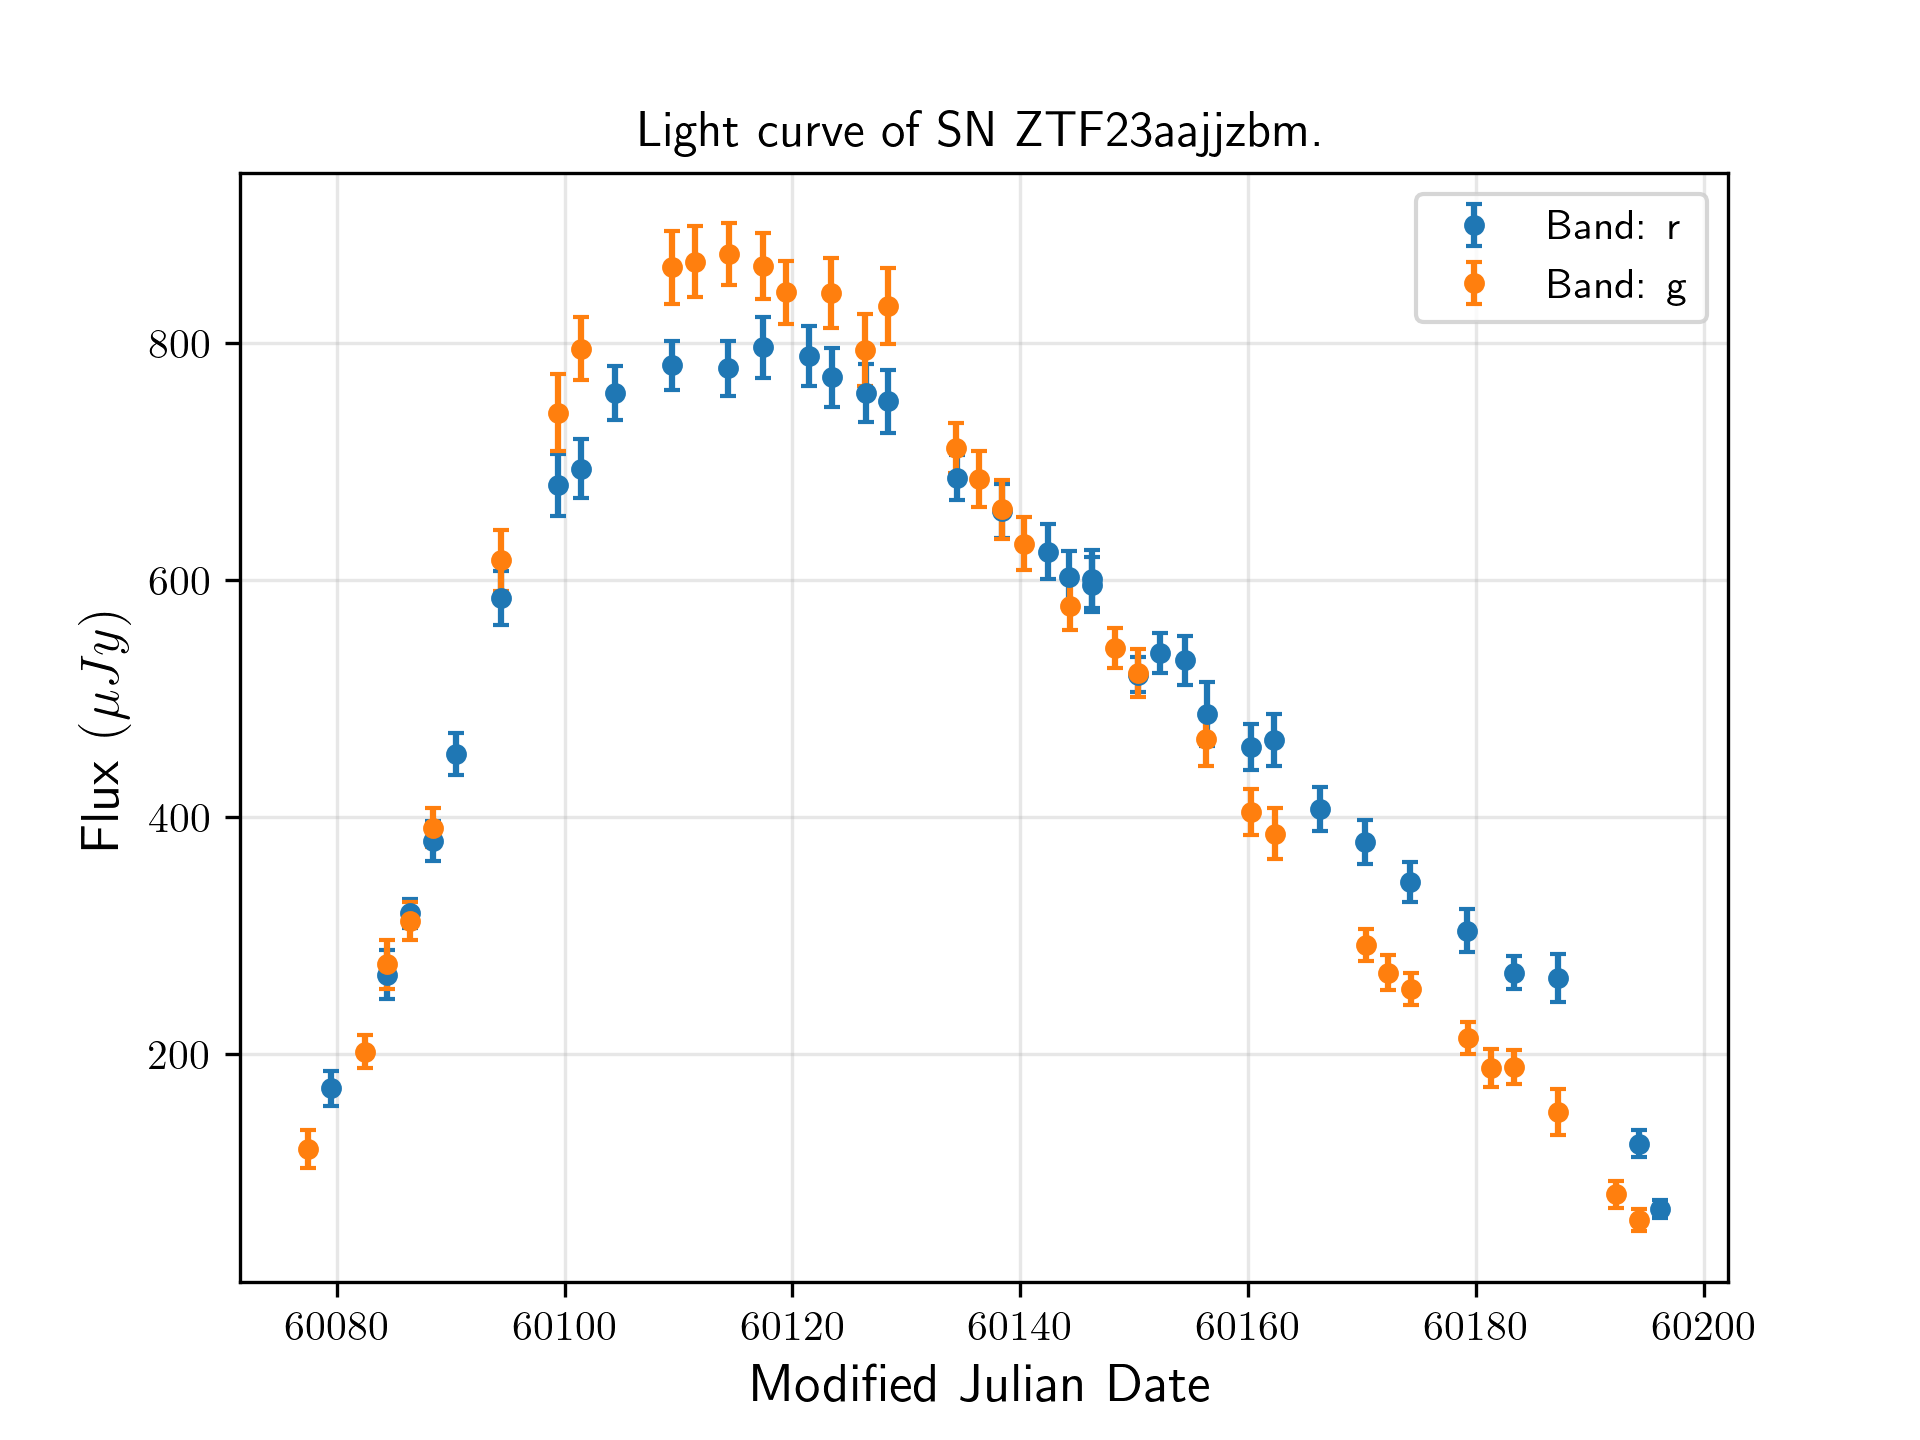 Light curve of SN ZTF23aajjzbm.
Band: r
Band: g
Flux (μJy)
800
600
400
200
60080 60100 60120 60140 60160 60180 60200
Modified Julian Date